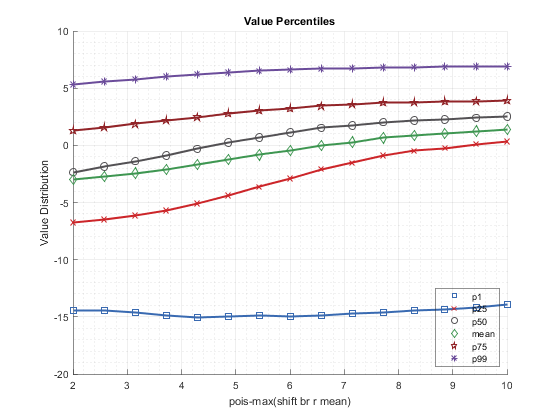 Value Percentiles
10
5
0
-5
-10
-15
-20
Value Distribution
2
3
4
5
6
7
8
9
10
pois-max(shift br r mean)
p1
p25
p50
mean
p75
p99